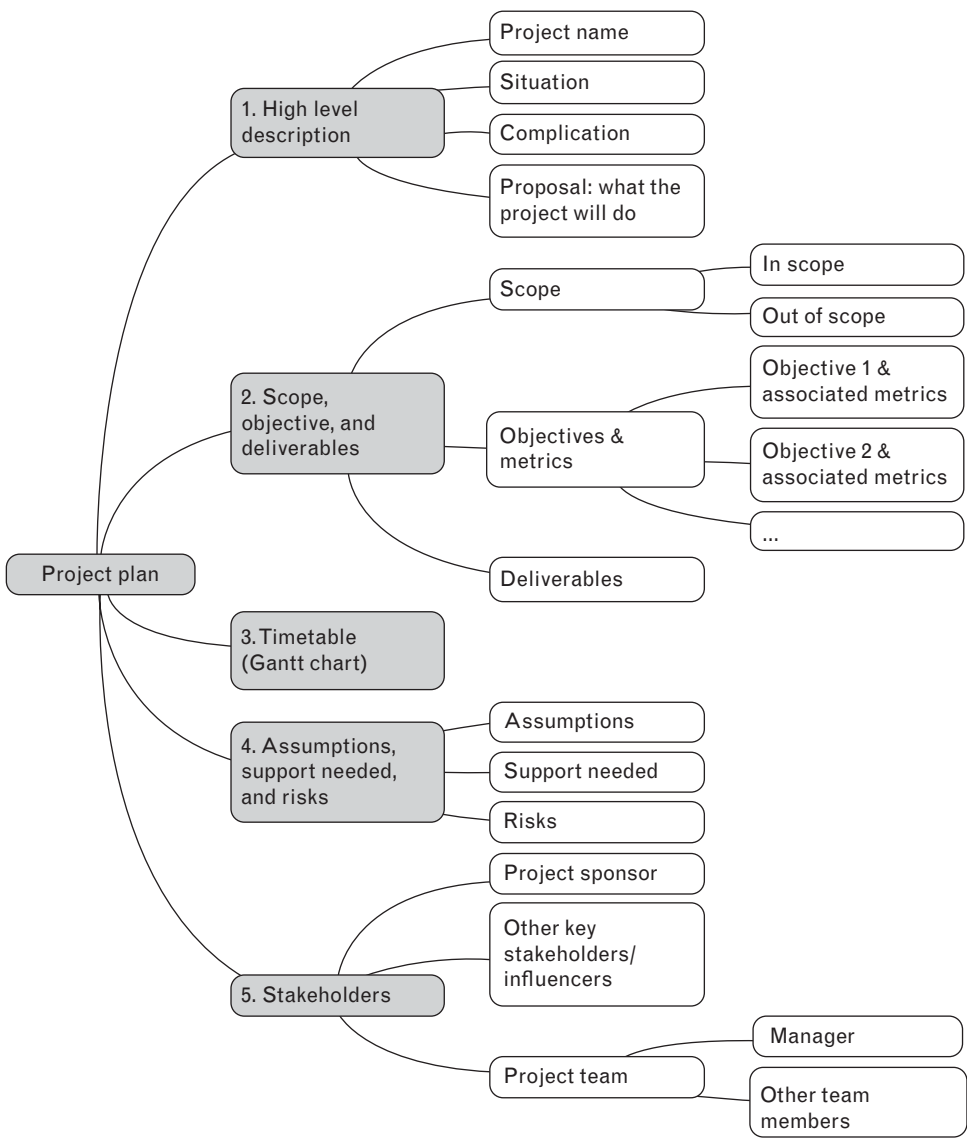 Project name
Situation
1. High level
description
Complication
Proposal: what the
project will do
In scope
Scope
Out of scope
Objective 1 &
associated metrics
2. Scope,
objective, and
deliverables
Objectives &
metrics
Objective 2 &
associated metrics
...
Deliverables
Project plan
3. Timetable
(Gantt chart)
Assumptions
4. Assumptions,
support needed,
and risks
Support needed
Risks
Project sponsor
Other key
stakeholders/
influencers
5. Stakeholders
Manager
Project team
Other team
members